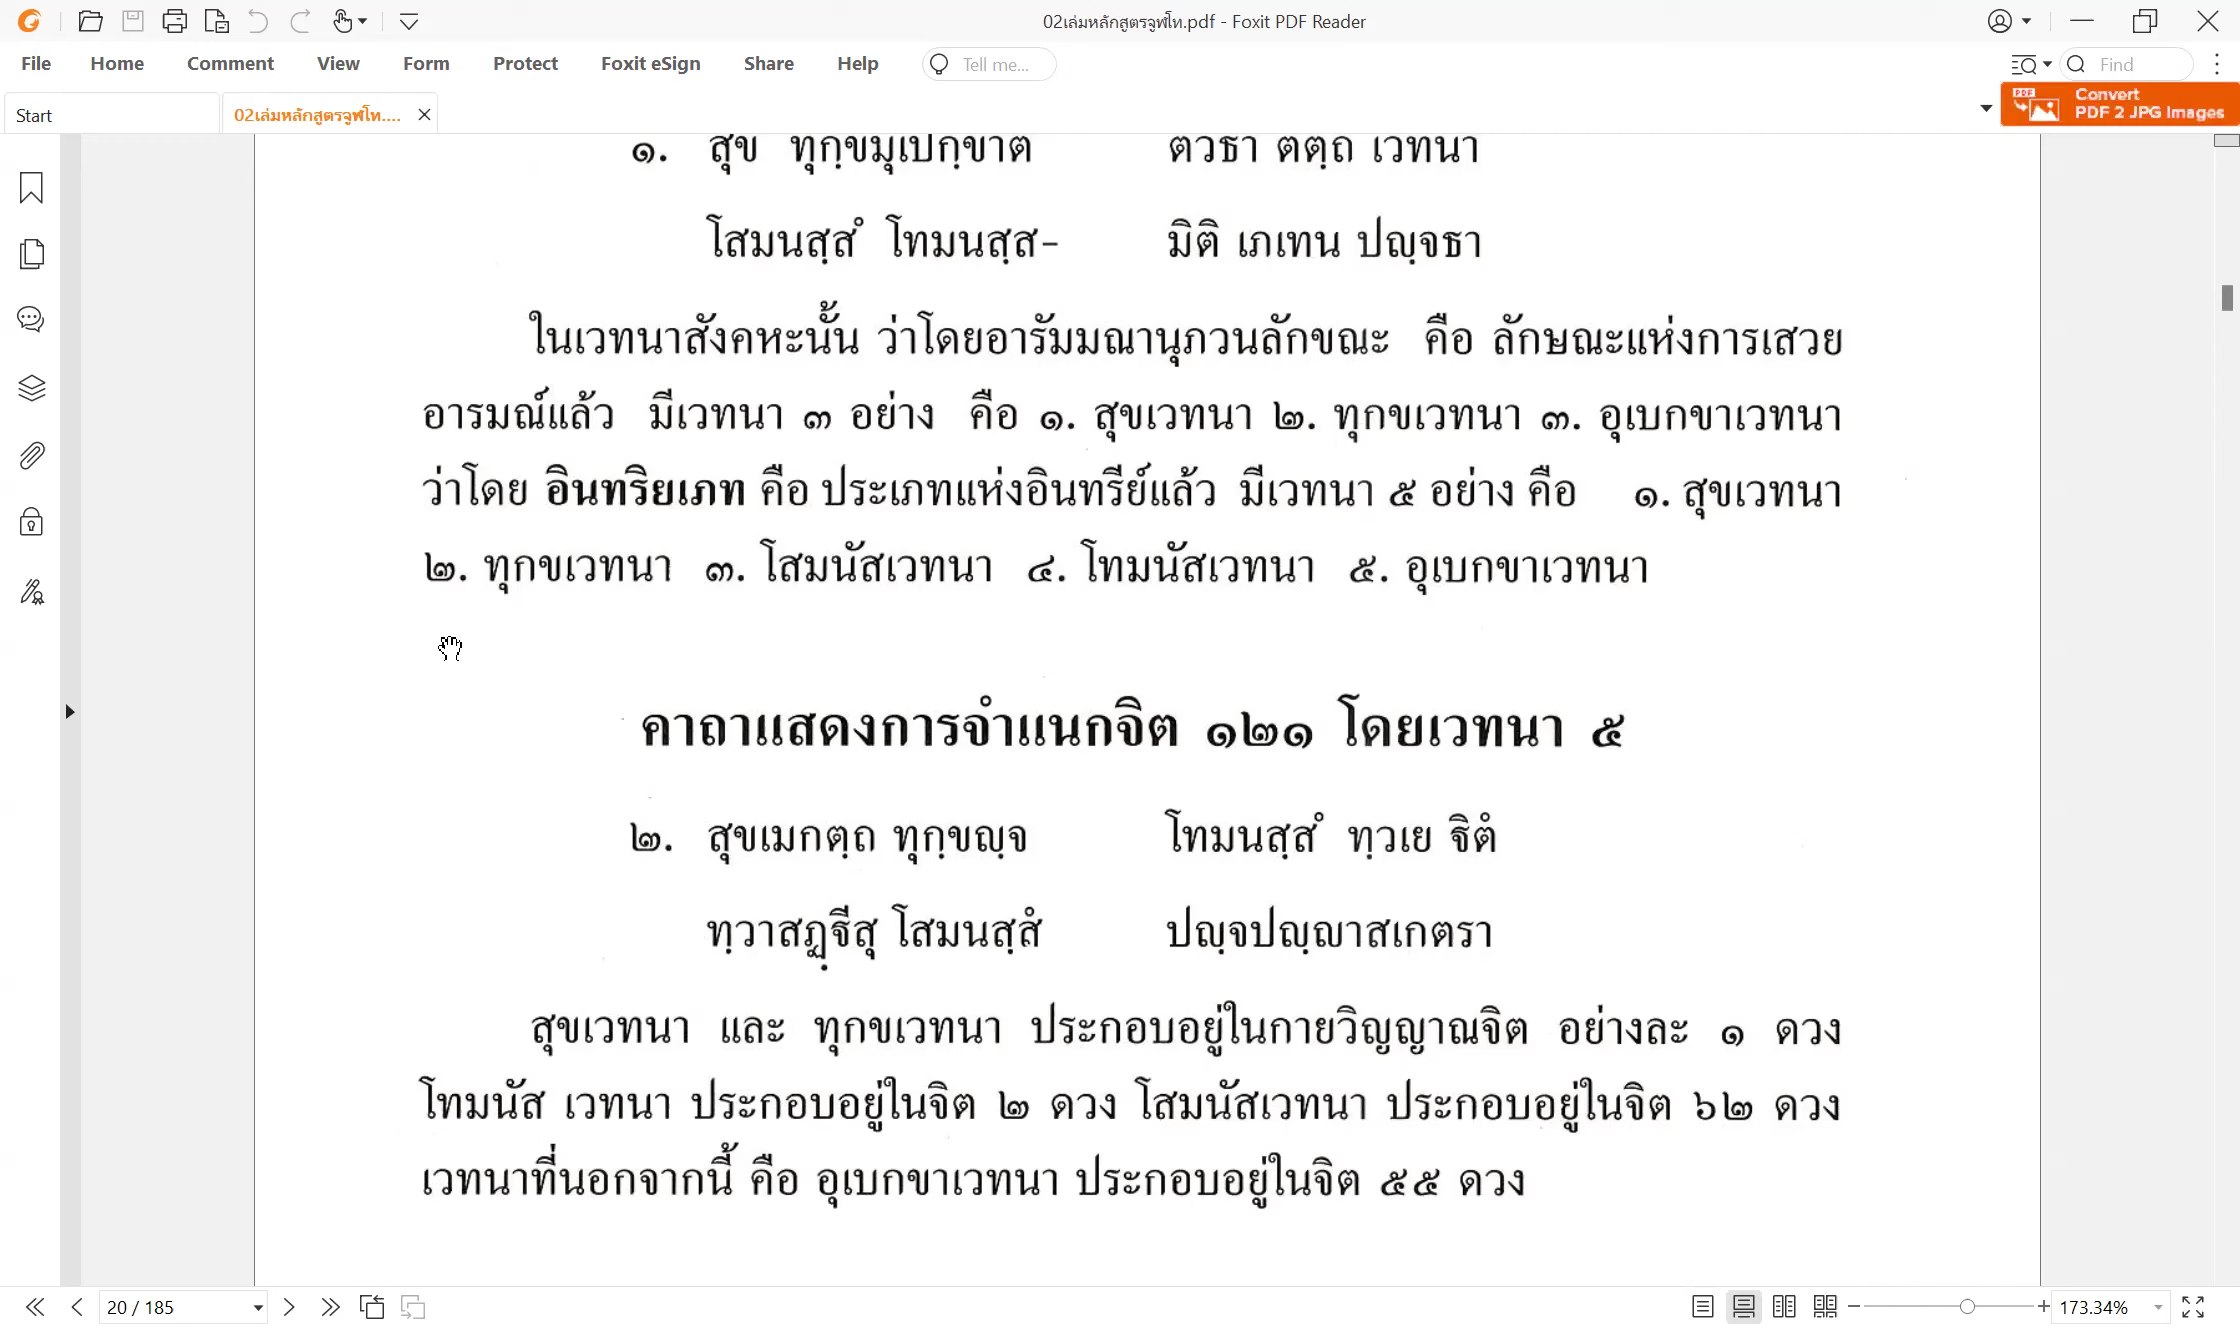 02เล่มหลักสูตรจูฬโท.pdf - Foxit PDF Reader
File Home Comment View Form Protect Foxit eSign Share Help Tell me... Find
Start 02เล่มหลักสูตรจูฬโท.... Convert
PDF PDF 2 JPG Images
๑. สุข ทุกฺขมุเปกฺขาต ตวธา ตตฺถ เวทนา
โสมนสฺสํ โทมนสฺส- มิติ เภเทน ปญฺจธา
ในเวทนาสังคหะนั้น ว่าโดยอารัมมณานุภวนลักขณะ คือ ลักษณะแห่งการเสวย
อารมณ์แล้ว มีเวทนา ๓ อย่าง คือ ๑. สุขเวทนา ๒. ทุกขเวทนา ๓. อุเบกขาเวทนา
ว่าโดย อินทริยเภท คือ ประเภทแห่งอินทรีย์แล้ว มีเวทนา ๕ อย่าง คือ ๑. สุขเวทนา
๒. ทุกขเวทนา ๓. โสมนัสเวทนา ๔. โทมนัสเวทนา ๕. อุเบกขาเวทนา
คาถาแสดงการจำแนกจิต ๑๒๑ โดยเวทนา ๕
๒. สุขเมกตฺถ ทุกฺขญฺจ โทมนสฺสํ ทฺวเย ฐิตํ
ทฺวาสฏฺฐีสุ โสมนสฺสํ ปญฺจปญฺญาสเกตรา
สุขเวทนา และ ทุกขเวทนา ประกอบอยู่ในกายวิญญาณจิต อย่างละ ๑ ดวง
โทมนัส เวทนา ประกอบอยู่ในจิต ๒ ดวง โสมนัสเวทนา ประกอบอยู่ในจิต ๖๒ ดวง
เวทนาที่นอกจากนี้ คือ อุเบกขาเวทนา ประกอบอยู่ในจิต ๕๕ ดวง
20 / 185 173.34%